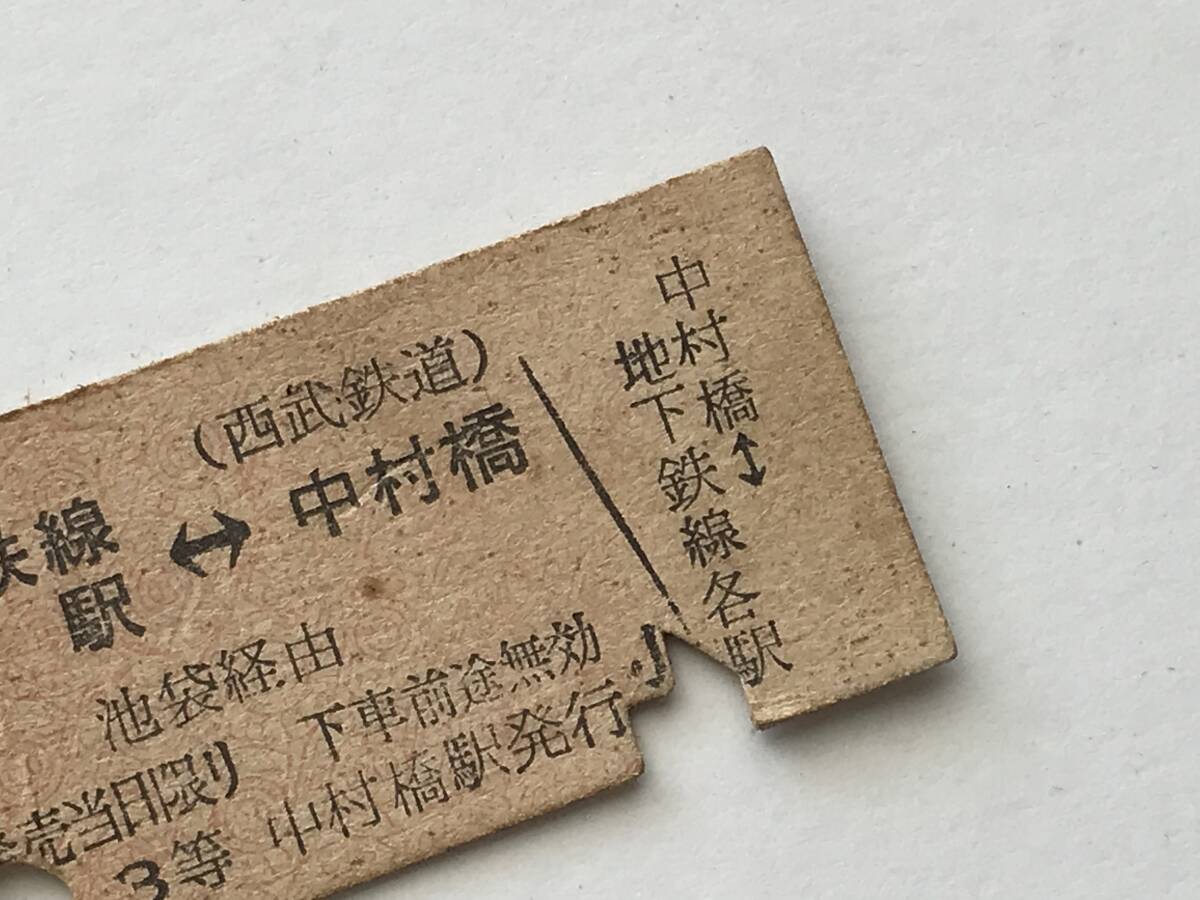 (西武鉄道)
鉄線
駅
↔ 中村橋
池袋経由
下車前途無効
発売当日限り
3等
中村橋駅発行
中村橋↔
地下鉄線各駅